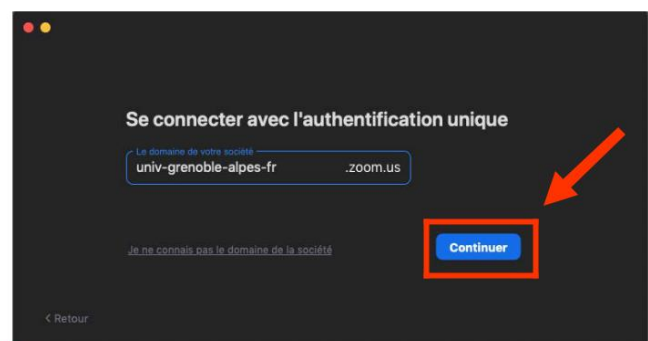 Se connecter avec l'authentification unique
Le domaine de votre société
univ-grenoble-alpes-fr .zoom.us
Je ne connais pas le domaine de la société
Continuer
< Retour